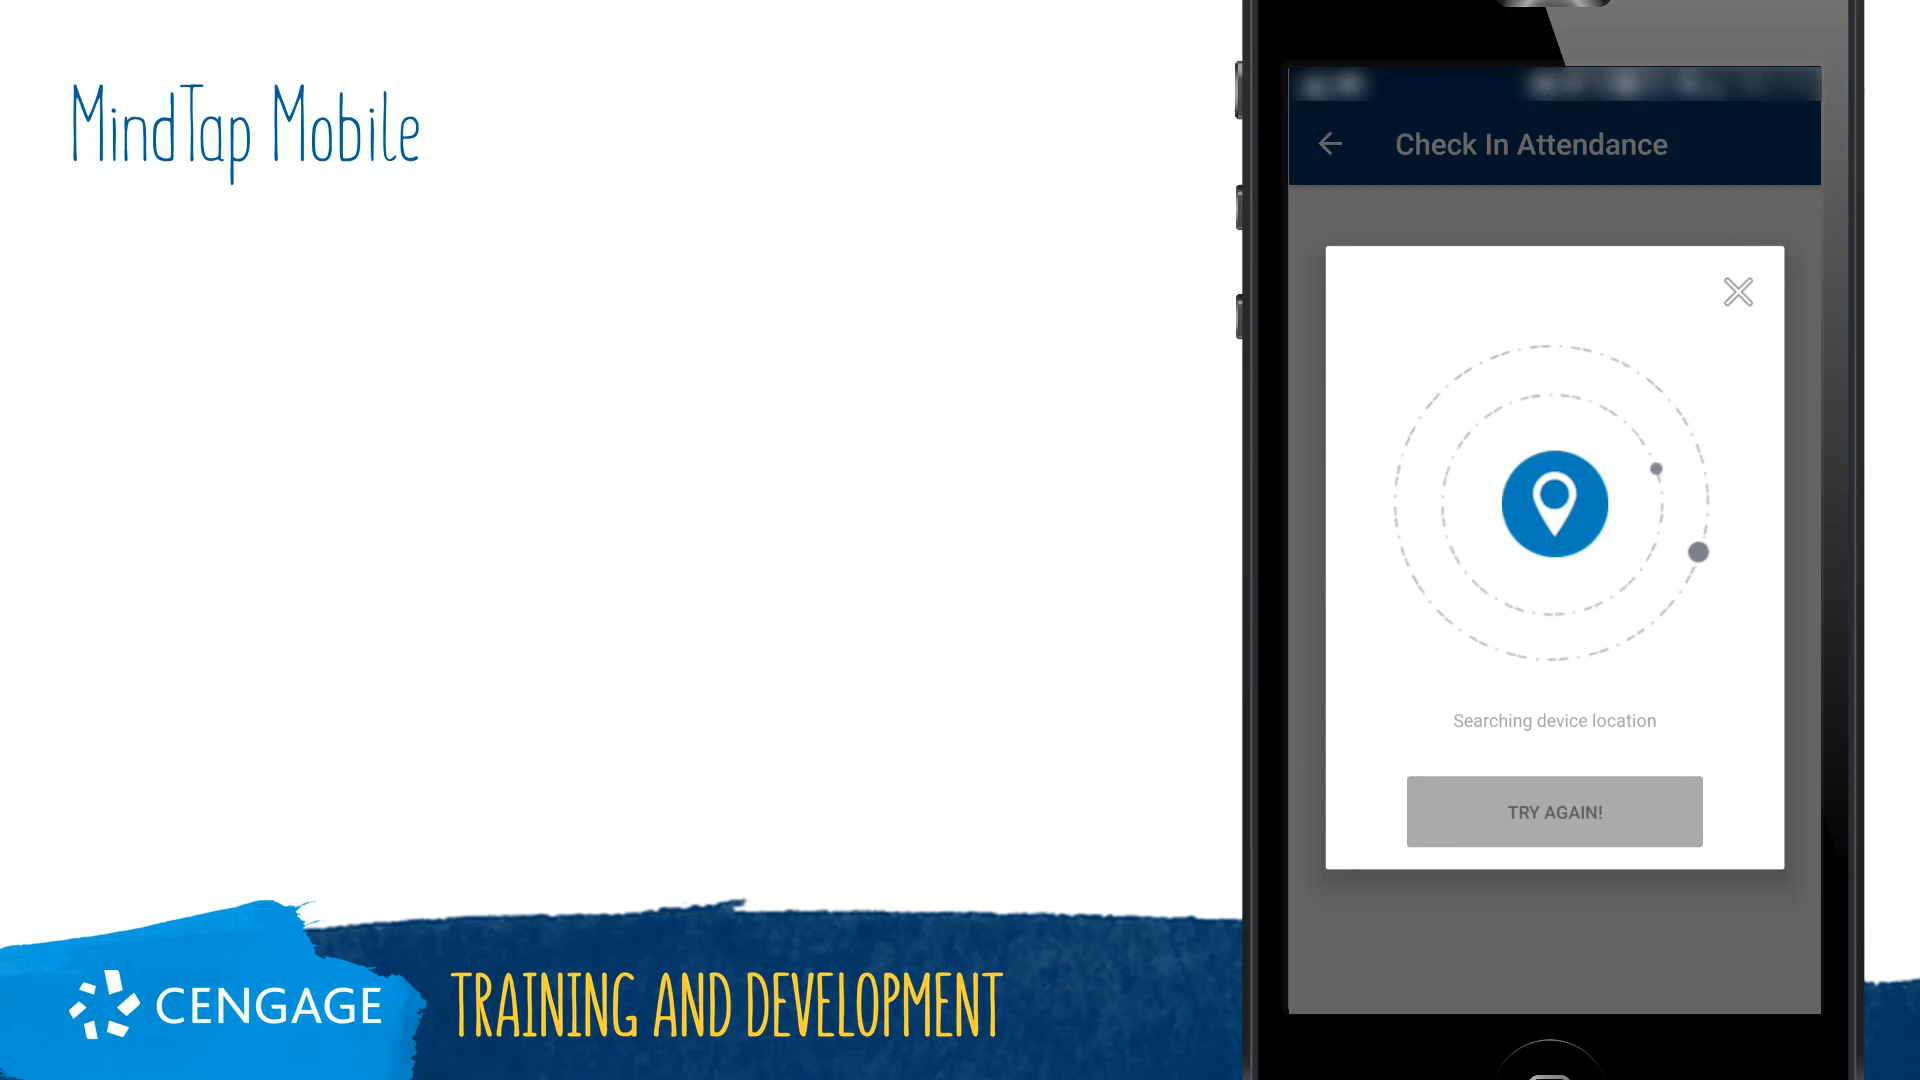 MindTap Mobile
Check In Attendance
Searching device location
TRY AGAIN!
CENGAGE
TRAINING AND DEVELOPMENT